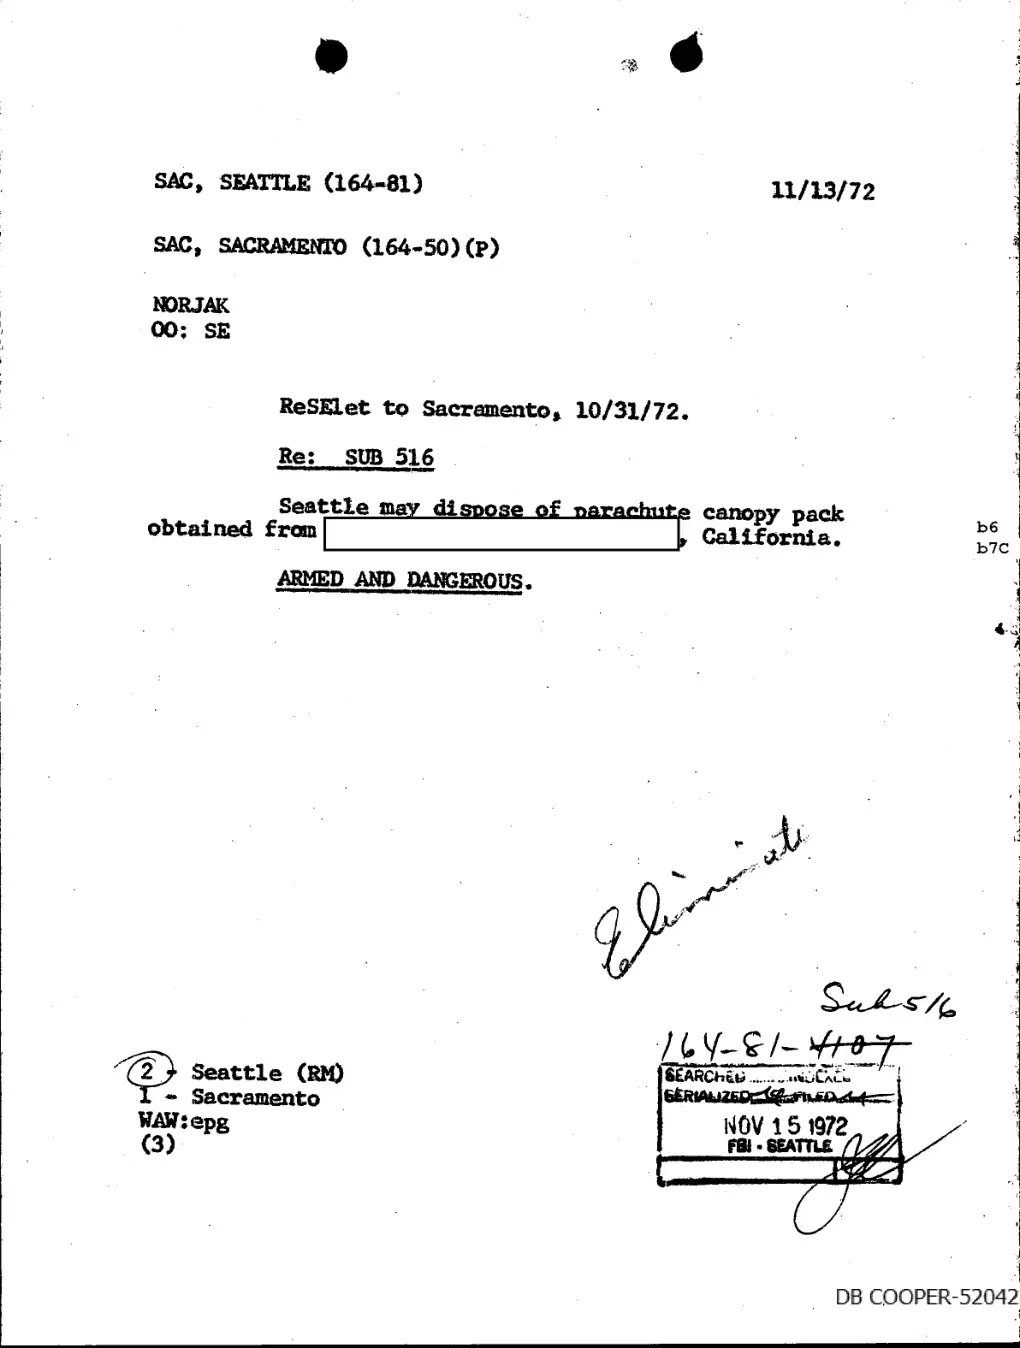 SAC, SEATTLE (164-81)
11/13/72
SAC, SACRAMENTO (164-50)(P)
NORJAK
OO: SE
ReSElet to Sacramento, 10/31/72.
Re: SUB 516
Seattle may dispose of parachute canopy pack
obtained from , California.
b6
b7C
ARMED AND DANGEROUS.
Eliminate
Sub 516
164-81-4107
2 - Seattle (RM)
1 - Sacramento
WAW:epg
(3)
SEARCHED INDEXED
SERIALIZED FILED
NOV 15 1972
FBI - SEATTLE
DB COOPER-52042